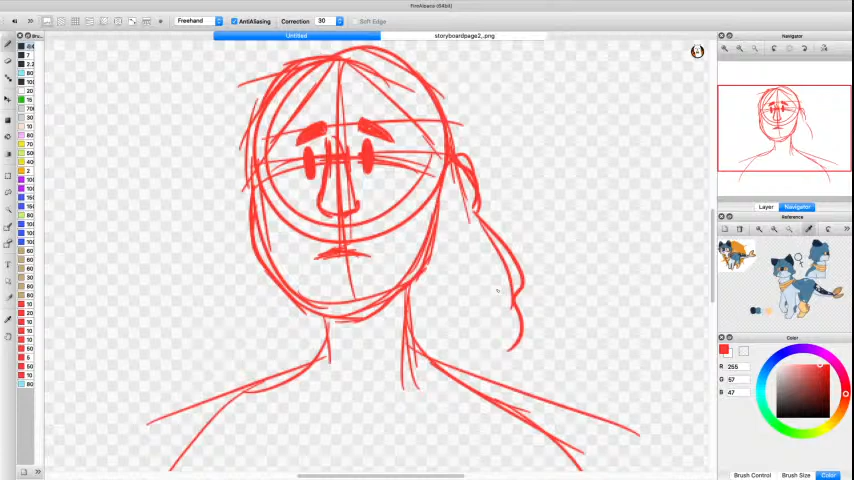 FireAlpaca (64bit)
Freehand
AntiAliasing
Correction
30
Soft Edge
Untitled
storyboardpage2,.png
Navigator
Layer
Navigator
Reference
Color
R
255
G
57
B
47
Brush Control
Brush Size
Color